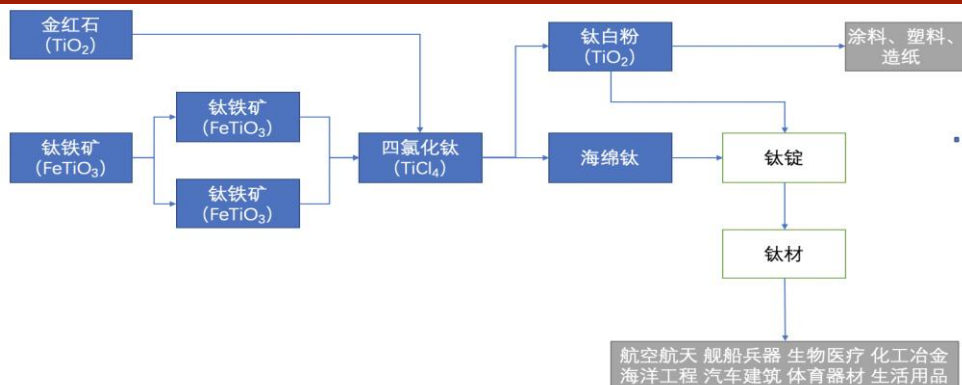 金红石
(TiO₂)
钛铁矿
(FeTiO₃)
钛铁矿
(FeTiO₃)
钛铁矿
(FeTiO₃)
四氯化钛
(TiCl₄)
钛白粉
(TiO₂)
海绵钛
涂料、塑料、
造纸
钛锭
钛材
航空航天 舰船兵器 生物医疗 化工冶金
海洋工程 汽车建筑 体育器材 生活用品